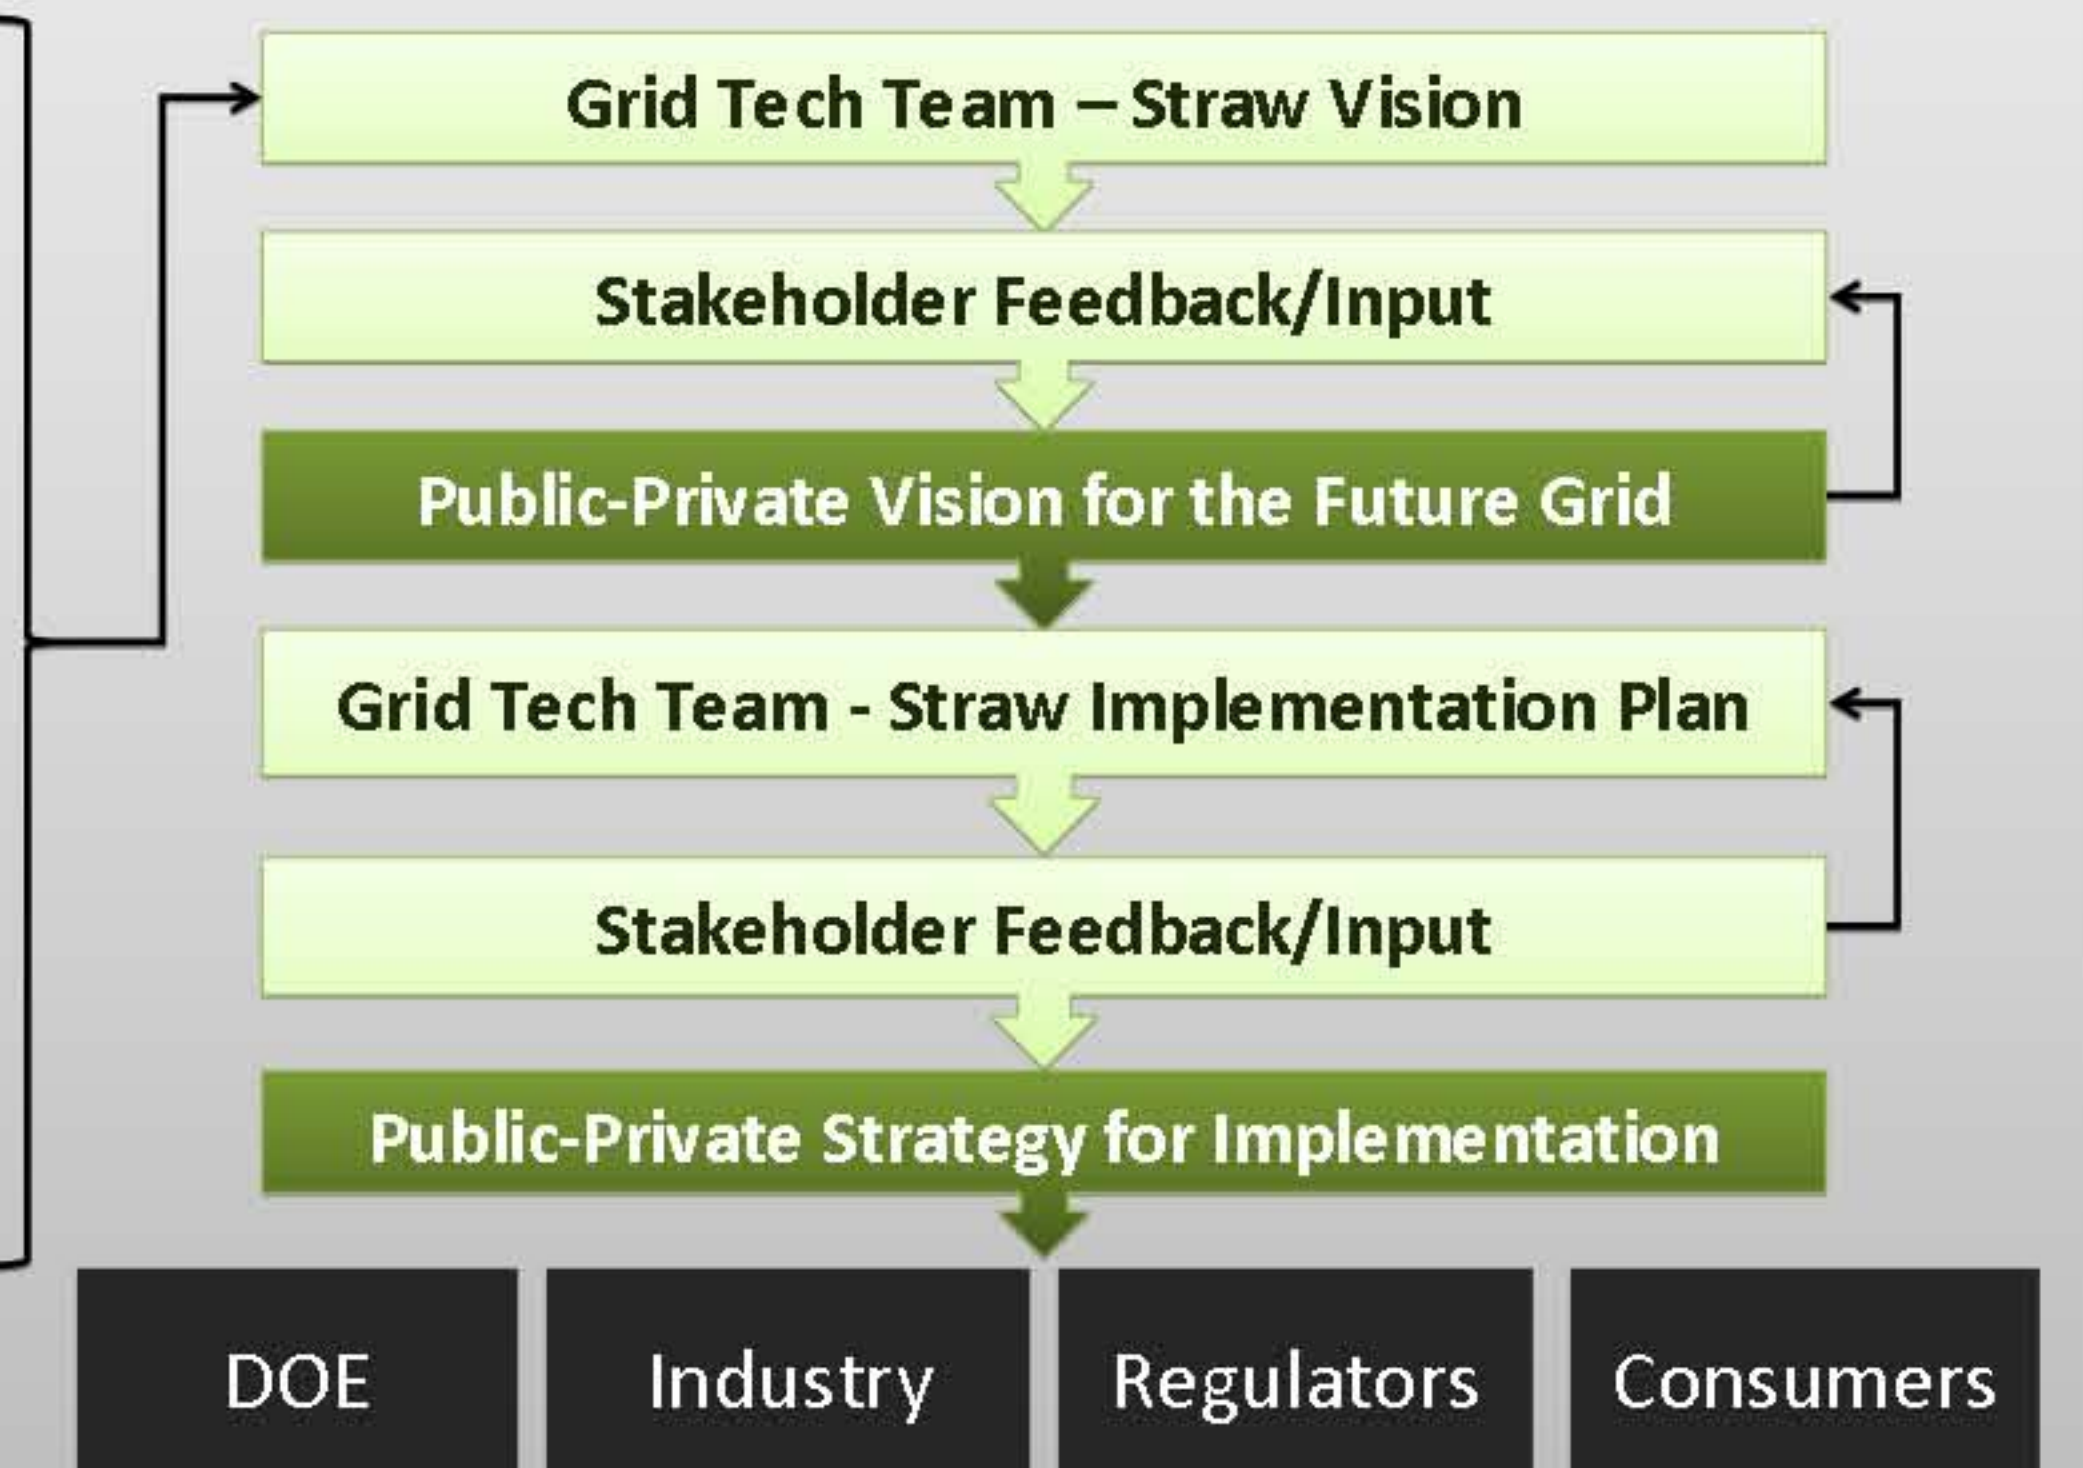 Grid Tech Team – Straw Vision
Stakeholder Feedback/Input
Public-Private Vision for the Future Grid
Grid Tech Team - Straw Implementation Plan
Stakeholder Feedback/Input
Public-Private Strategy for Implementation
DOE
Industry
Regulators
Consumers